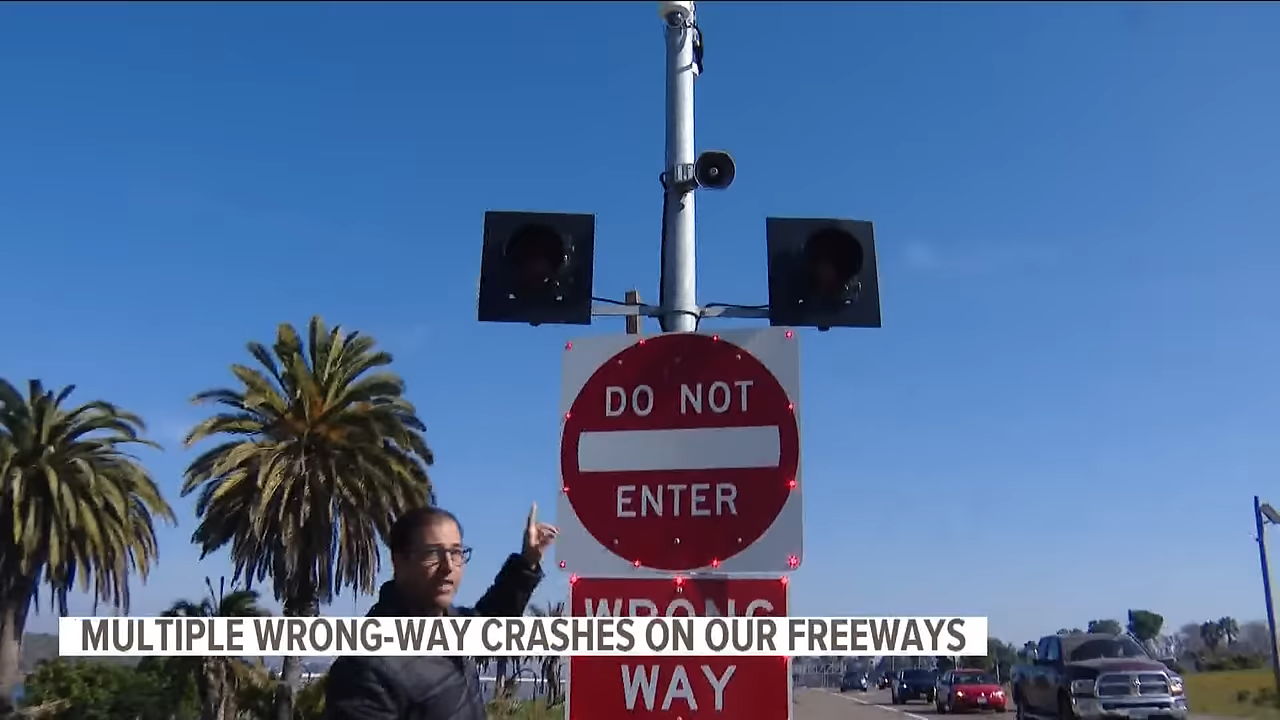 DO NOT
ENTER
WRONG
MULTIPLE WRONG-WAY CRASHES ON OUR FREEWAYS
WAY